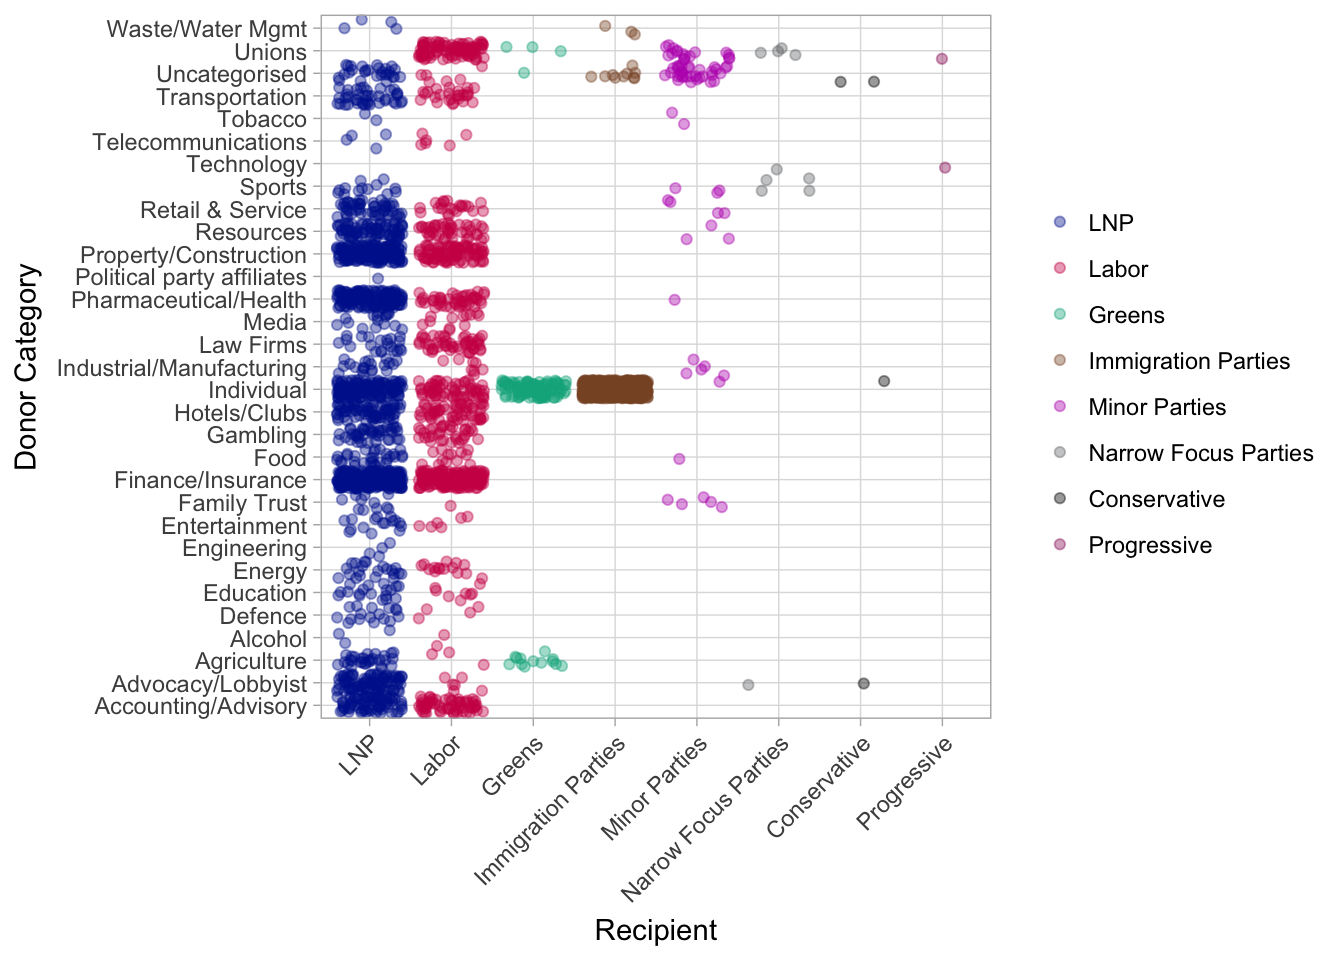 Donor Category
Waste/Water Mgmt
Unions
Uncategorised
Transportation
Tobacco
Telecommunications
Technology
Sports
Retail & Service
Resources
Property/Construction
Political party affiliates
Pharmaceutical/Health
Media
Law Firms
Industrial/Manufacturing
Individual
Hotels/Clubs
Gambling
Food
Finance/Insurance
Family Trust
Entertainment
Engineering
Energy
Education
Defence
Alcohol
Agriculture
Advocacy/Lobbyist
Accounting/Advisory
LNP
Labor
Greens
Immigration Parties
Minor Parties
Narrow Focus Parties
Conservative
Progressive
Recipient
LNP
Labor
Greens
Immigration Parties
Minor Parties
Narrow Focus Parties
Conservative
Progressive